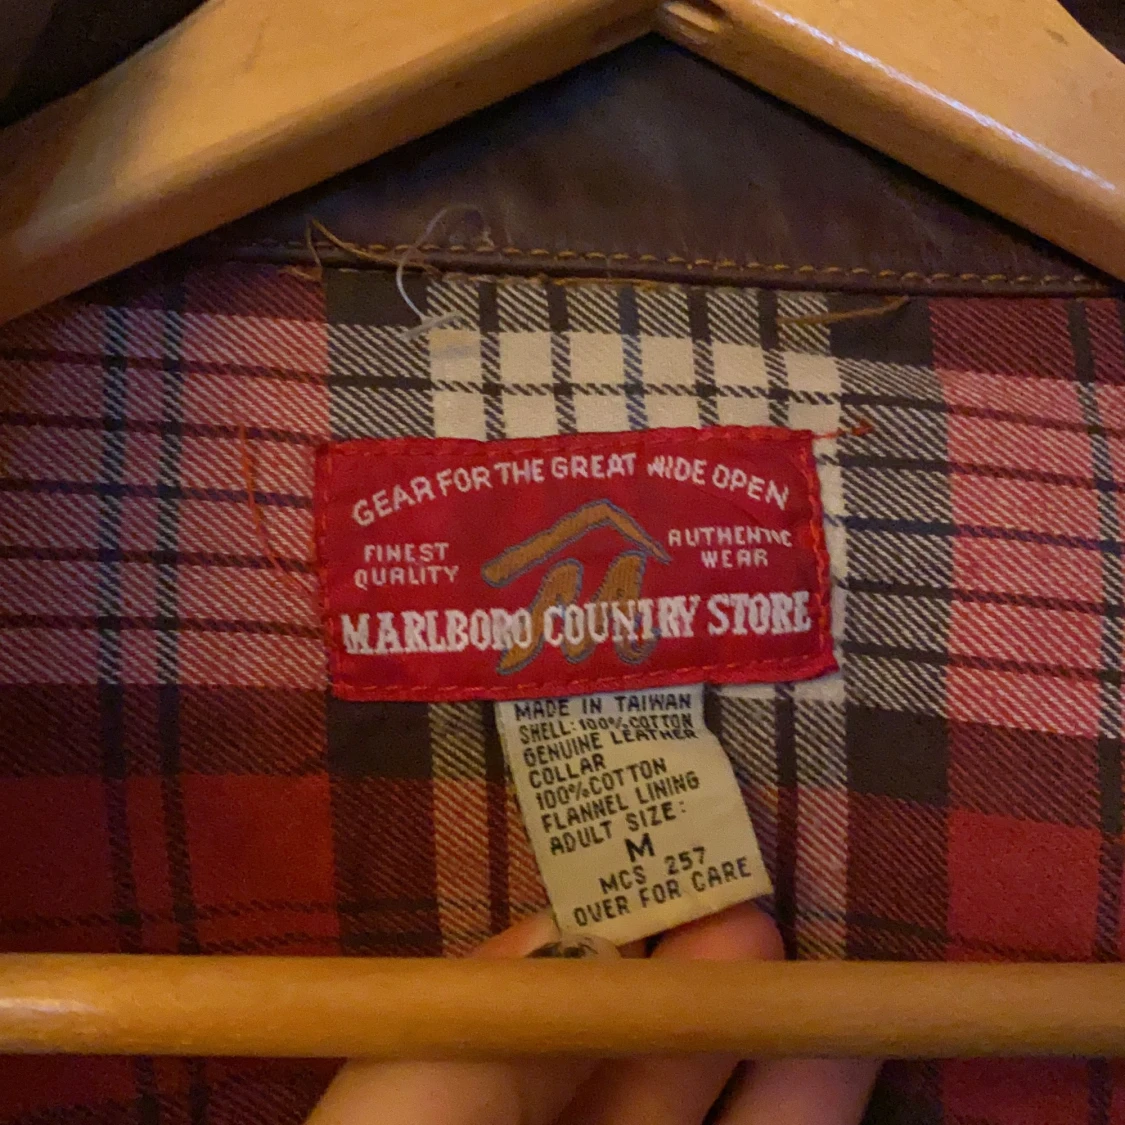 GEAR FOR THE GREAT WIDE OPEN
FINEST QUALITY
AUTHENTIC WEAR
MARLBORO COUNTRY STORE
MADE IN TAIWAN
SHELL: 100% COTTON
GENUINE LEATHER
COLLAR
100% COTTON
FLANNEL LINING
ADULT SIZE:
M
MCS 257
OVER FOR CARE